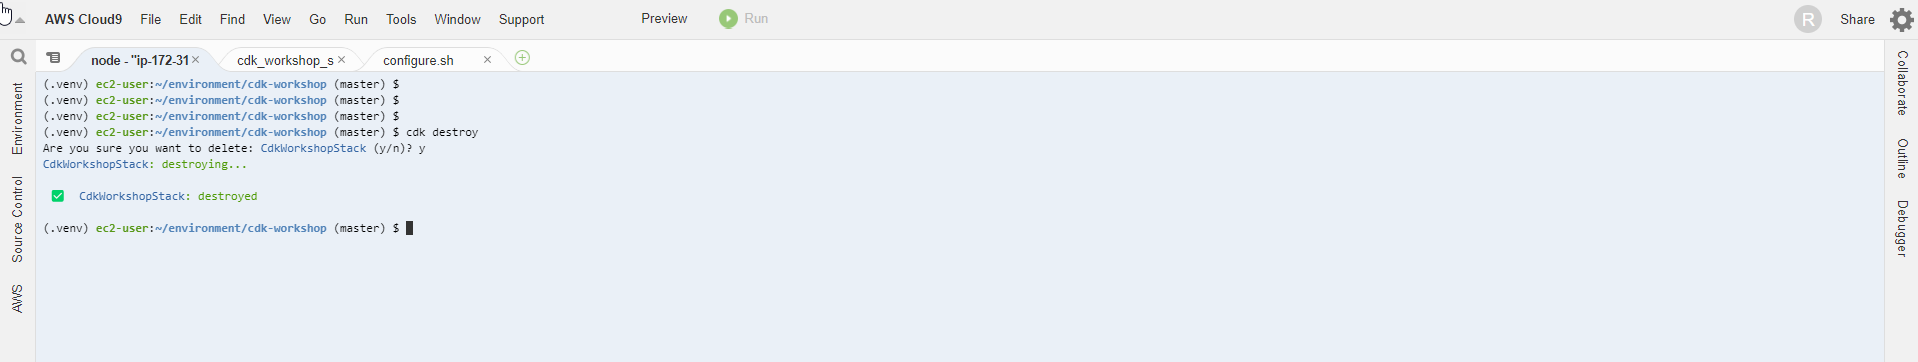 AWS Cloud9 File Edit Find View Go Run Tools Window Support Preview Run R Share
node - "ip-172-31 × cdk_workshop_s × configure.sh ×
Environment
Source Control
AWS
(.venv) ec2-user:~/environment/cdk-workshop (master) $
(.venv) ec2-user:~/environment/cdk-workshop (master) $
(.venv) ec2-user:~/environment/cdk-workshop (master) $
(.venv) ec2-user:~/environment/cdk-workshop (master) $ cdk destroy
Are you sure you want to delete: CdkWorkshopStack (y/n)? y
CdkWorkshopStack: destroying...
✅ CdkWorkshopStack: destroyed
(.venv) ec2-user:~/environment/cdk-workshop (master) $
Collaborate
Outline
Debugger